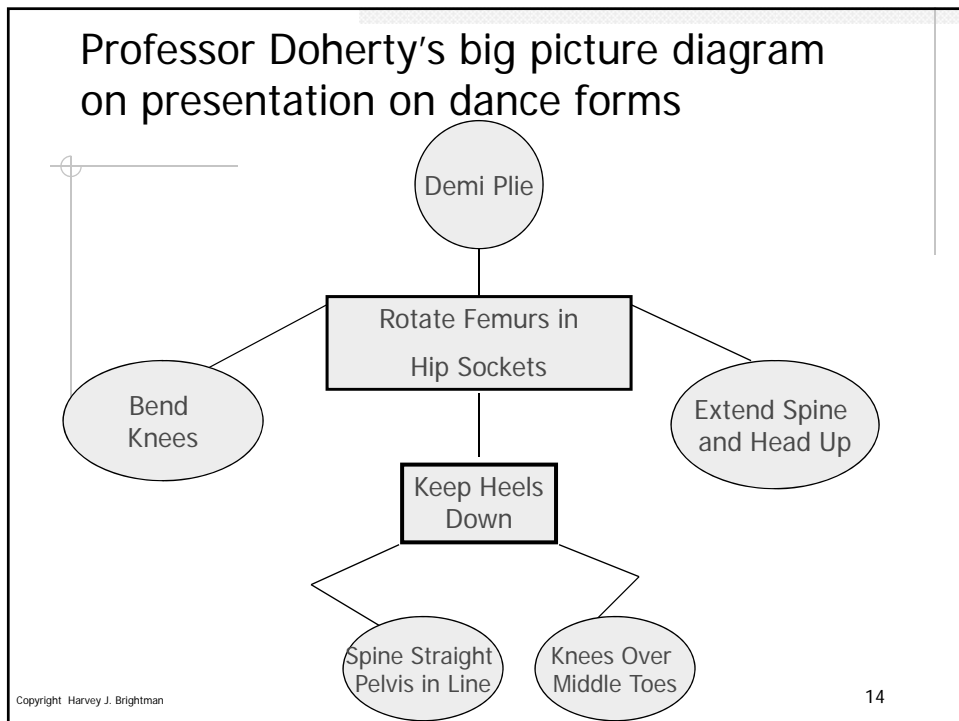 Professor Doherty's big picture diagram
on presentation on dance forms
Demi Plie
Rotate Femurs in
Hip Sockets
Bend
Knees
Extend Spine
and Head Up
Keep Heels
Down
Spine Straight
Pelvis in Line
Knees Over
Middle Toes
Copyright Harvey J. Brightman
14